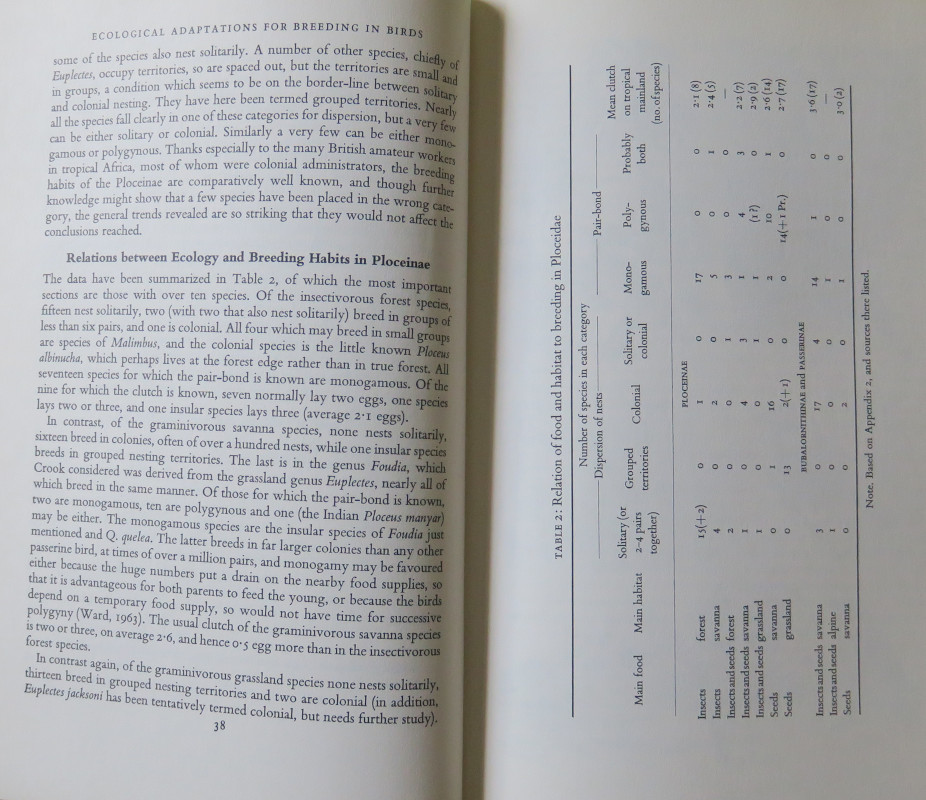 ECOLOGICAL ADAPTATIONS FOR BREEDING IN BIRDS
some of the species also nest solitarily. A number of other species, chiefly of
Euplectes, occupy territories, so are spaced out, but the territories are small and
in groups, a condition which seems to be on the border-line between solitary
and colonial nesting. They have here been termed grouped territories. Nearly
all the species fall clearly in one of these categories for dispersion, but a very few
can be either solitary or colonial. Similarly a very few can be either mono-
gamous or polygynous. Thanks especially to the many British amateur workers
in tropical Africa, most of whom were colonial administrators, the breeding
habits of the Ploceinae are comparatively well known, and though further
knowledge might show that a few species have been placed in the wrong cate-
gory, the general trends revealed are so striking that they would not affect the
conclusions reached.
Relations between Ecology and Breeding Habits in Ploceinae
The data have been summarized in Table 2, of which the most important
sections are those with over ten species. Of the insectivorous forest species,
fifteen nest solitarily, two (with two that also nest solitarily) breed in groups of
less than six pairs, and one is colonial. All four which may breed in small groups
are species of Malimbus, and the colonial species is the little known Ploceus
albinucha, which perhaps lives at the forest edge rather than in true forest. All
seventeen species for which the pair-bond is known are monogamous. Of the
nine for which the clutch is known, seven normally lay two eggs, one species
lays two or three, and one insular species lays three (average 2·1 eggs).
In contrast, of the graminivorous savanna species, none nests solitarily,
sixteen breed in colonies, often of over a hundred nests, while one insular species
breeds in grouped nesting territories. The last is in the genus Foudia, which
Crook considered was derived from the grassland genus Euplectes, nearly all of
which breed in the same manner. Of those for which the pair-bond is known,
two are monogamous, ten are polygynous and one (the Indian Ploceus manyar)
may be either. The monogamous species are the insular species of Foudia just
mentioned and Q. quelea. The latter breeds in far larger colonies than any other
passerine bird, at times of over a million pairs, and monogamy may be favoured
either because the huge numbers put a drain on the nearby food supplies, so
that it is advantageous for both parents to feed the young, or because the birds
depend on a temporary food supply, so would not have time for successive
polygyny (Ward, 1963). The usual clutch of the graminivorous savanna species
is two or three, on average 2·6, and hence 0·5 egg more than in the insectivorous
forest species.
In contrast again, of the graminivorous grassland species none nests solitarily,
thirteen breed in grouped nesting territories and two are colonial (in addition,
Euplectes jacksoni has been tentatively termed colonial, but needs further study).
38
TABLE 2: Relation of food and habitat to breeding in Ploceidae
Number of species in each category
Dispersion of nests Pair-bond
Main food Main habitat Solitary (or 2–4 pairs together) Grouped territories Colonial Solitary or colonial Mono-gamous Poly-gynous Probably both Mean clutch on tropical mainland (no. of species)
PLOCEINAE
Insects forest 15(+2) 0 1 0 17 0 0 2·1 (8)
Insects savanna 4 0 2 0 5 0 1 2·4 (5)
Insects and seeds forest 2 0 0 1 3 0 0 —
Insects and seeds savanna 1 0 4 3 1 4 3 2·2 (7)
Insects and seeds grassland 1 0 0 1 1 (1?) 0 2·9 (2)
Seeds savanna 0 1 16 0 2 10 1 2·6 (14)
Seeds grassland 0 13 2(+1) 0 0 14(+1 Pr.) 0 2·7 (17)
BUBALORNITHINAE and PASSERINAE
Insects and seeds savanna 3 0 17 4 14 1 0 3·6 (17)
Insects and seeds alpine 1 0 0 0 1 0 0 —
Seeds savanna 0 0 2 0 1 0 0 3·0 (2)
Note. Based on Appendix 2, and sources there listed.